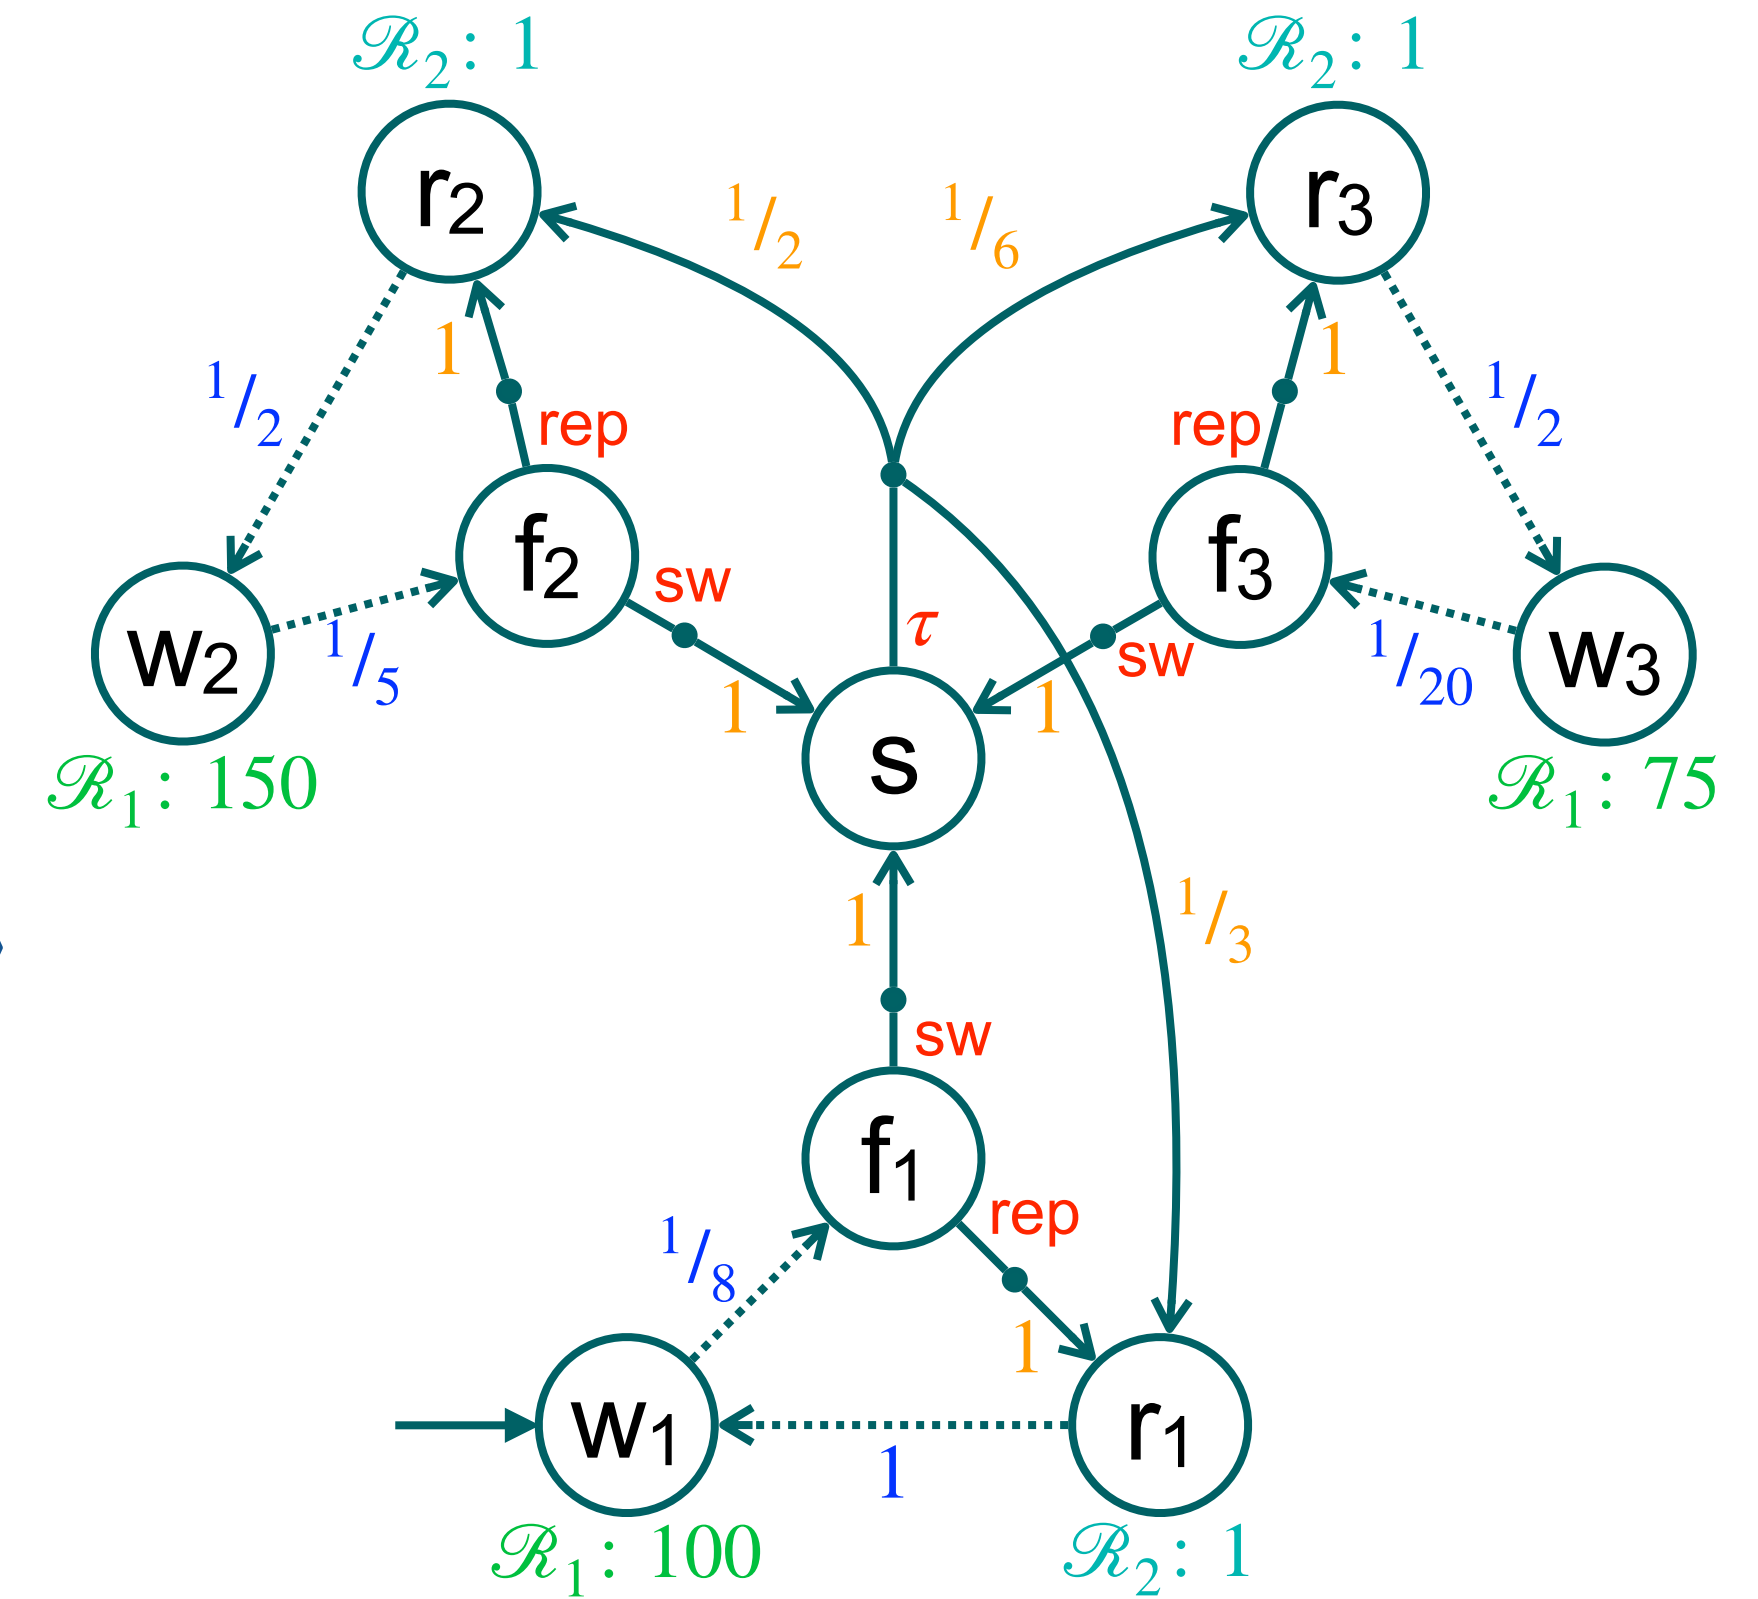 ℛ₂: 1
ℛ₂: 1
r₂
r₃
¹/₂
¹/₆
1
1
¹/₂
¹/₂
rep
rep
f₂
f₃
sw
τ
sw
w₂
¹/₅
¹/₂₀
w₃
1
1
s
ℛ₁: 150
ℛ₁: 75
1
¹/₃
sw
f₁
rep
¹/₈
1
w₁
1
r₁
ℛ₁: 100
ℛ₂: 1